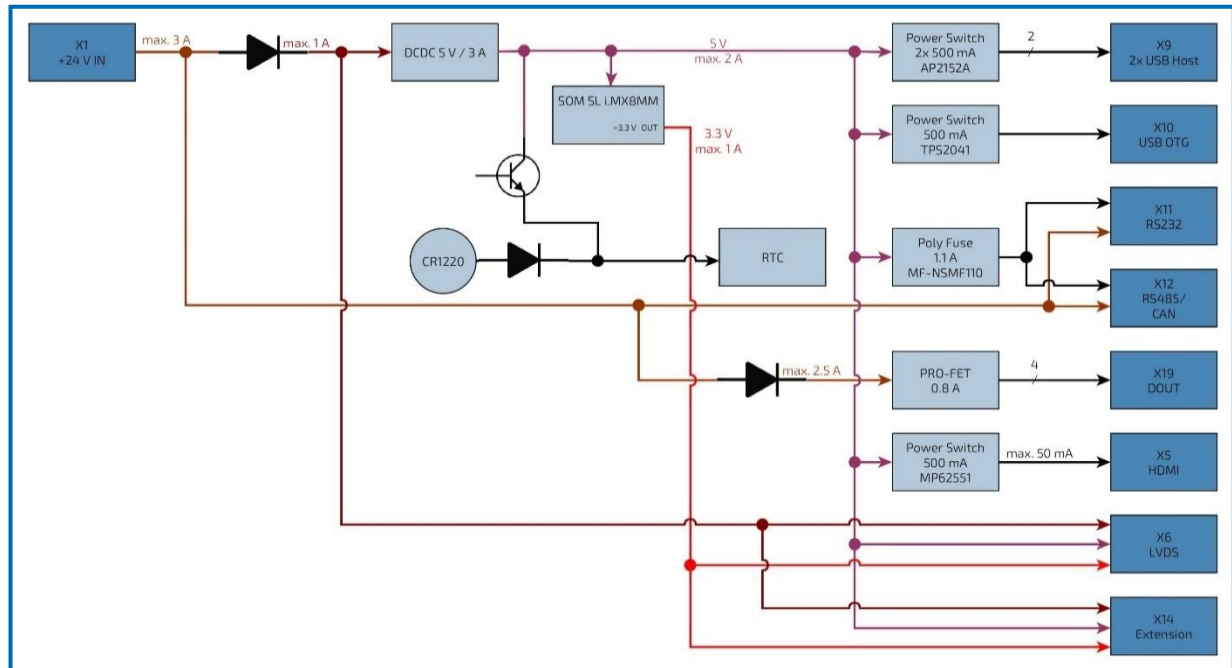 X1
+24 V IN
max. 3 A
max. 1 A
DCDC 5 V / 3 A
5 V
max. 2 A
Power Switch
2x 500 mA
AP2152A
2
X9
2x USB Host
SOM SL i.MX8MM
+3.3 V OUT
3.3 V
max. 1 A
Power Switch
500 mA
TPS2041
X10
USB OTG
CR1220
RTC
Poly Fuse
1.1 A
MF-NSMF110
X11
RS232
X12
RS485/
CAN
max. 2.5 A
PRO-FET
0.8 A
4
X19
DOUT
Power Switch
500 mA
MP62551
max. 50 mA
X5
HDMI
X6
LVDS
X14
Extension